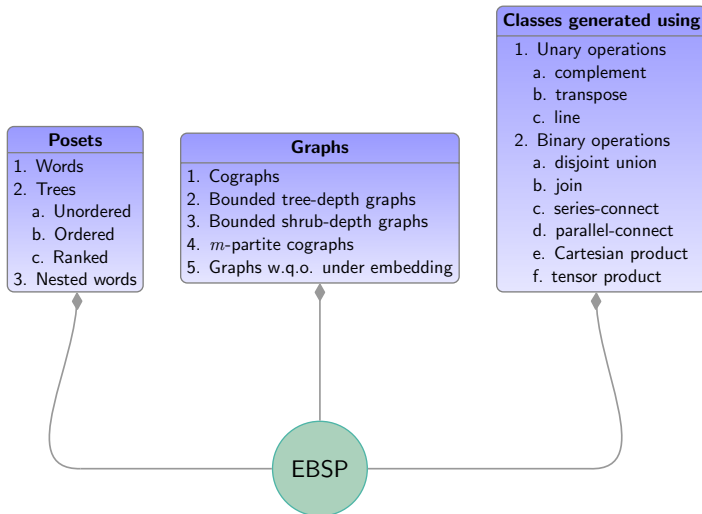 Posets
1. Words
2. Trees
a. Unordered
b. Ordered
c. Ranked
3. Nested words
Graphs
1. Cographs
2. Bounded tree-depth graphs
3. Bounded shrub-depth graphs
4. m-partite cographs
5. Graphs w.q.o. under embedding
Classes generated using
1. Unary operations
a. complement
b. transpose
c. line
2. Binary operations
a. disjoint union
b. join
c. series-connect
d. parallel-connect
e. Cartesian product
f. tensor product
EBSP